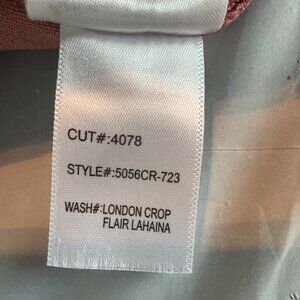 CUT#:4078
STYLE#:5056CR-723
WASH#:LONDON CROP
FLAIR LAHAINA